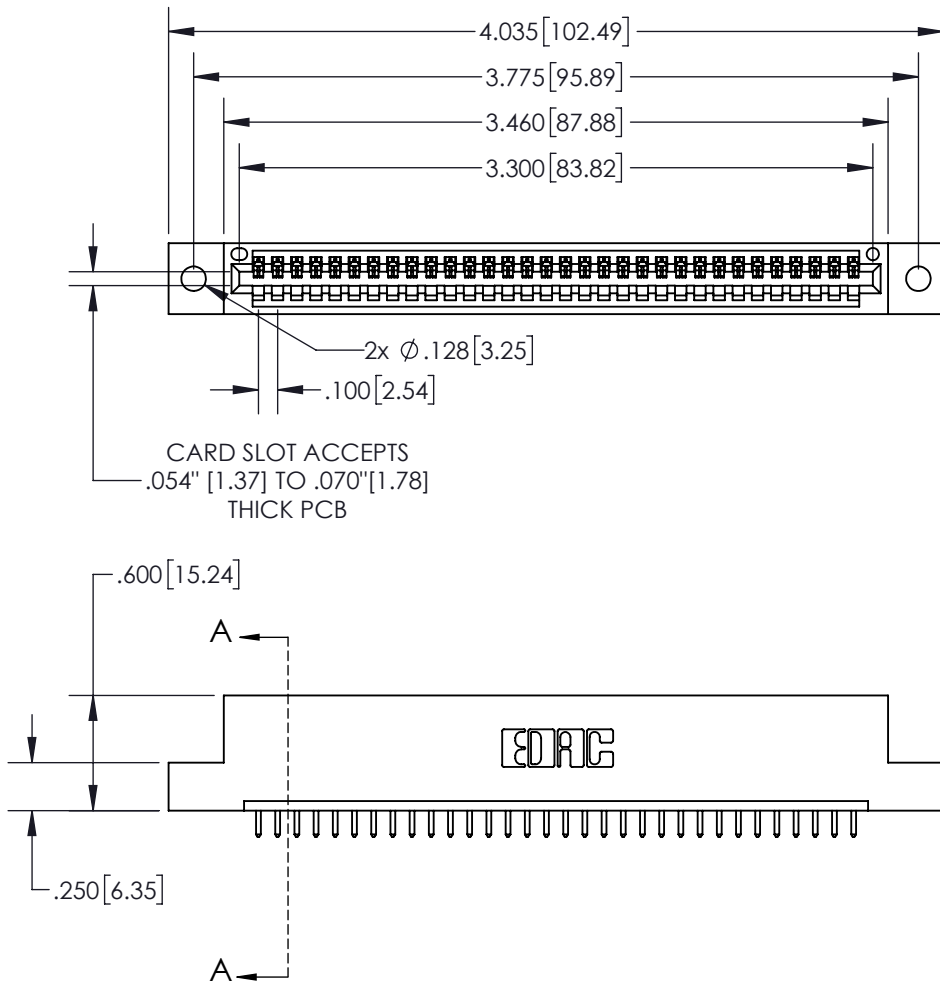 4.035[102.49]
3.775[95.89]
3.460[87.88]
3.300[83.82]
2x Ø.128[3.25]
.100[2.54]
CARD SLOT ACCEPTS
.054" [1.37] TO .070"[1.78]
THICK PCB
.600[15.24]
A
EDAC
.250[6.35]
A